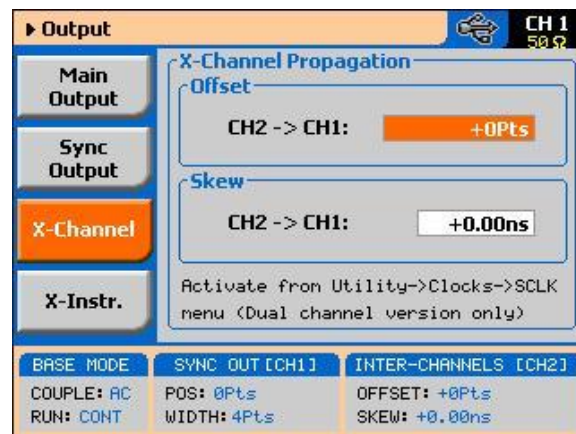 Output
CH 1
50 Ω
Main
Output
Sync
Output
X-Channel
X-Instr.
X-Channel Propagation
Offset
CH2 -> CH1: +0Pts
Skew
CH2 -> CH1: +0.00ns
Activate from Utility->Clocks->SCLK
menu (Dual channel version only)
BASE MODE
COUPLE: AC
RUN: CONT
SYNC OUT [CH1]
POS: 0Pts
WIDTH: 4Pts
INTER-CHANNELS [CH2]
OFFSET: +0Pts
SKEW: +0.00ns